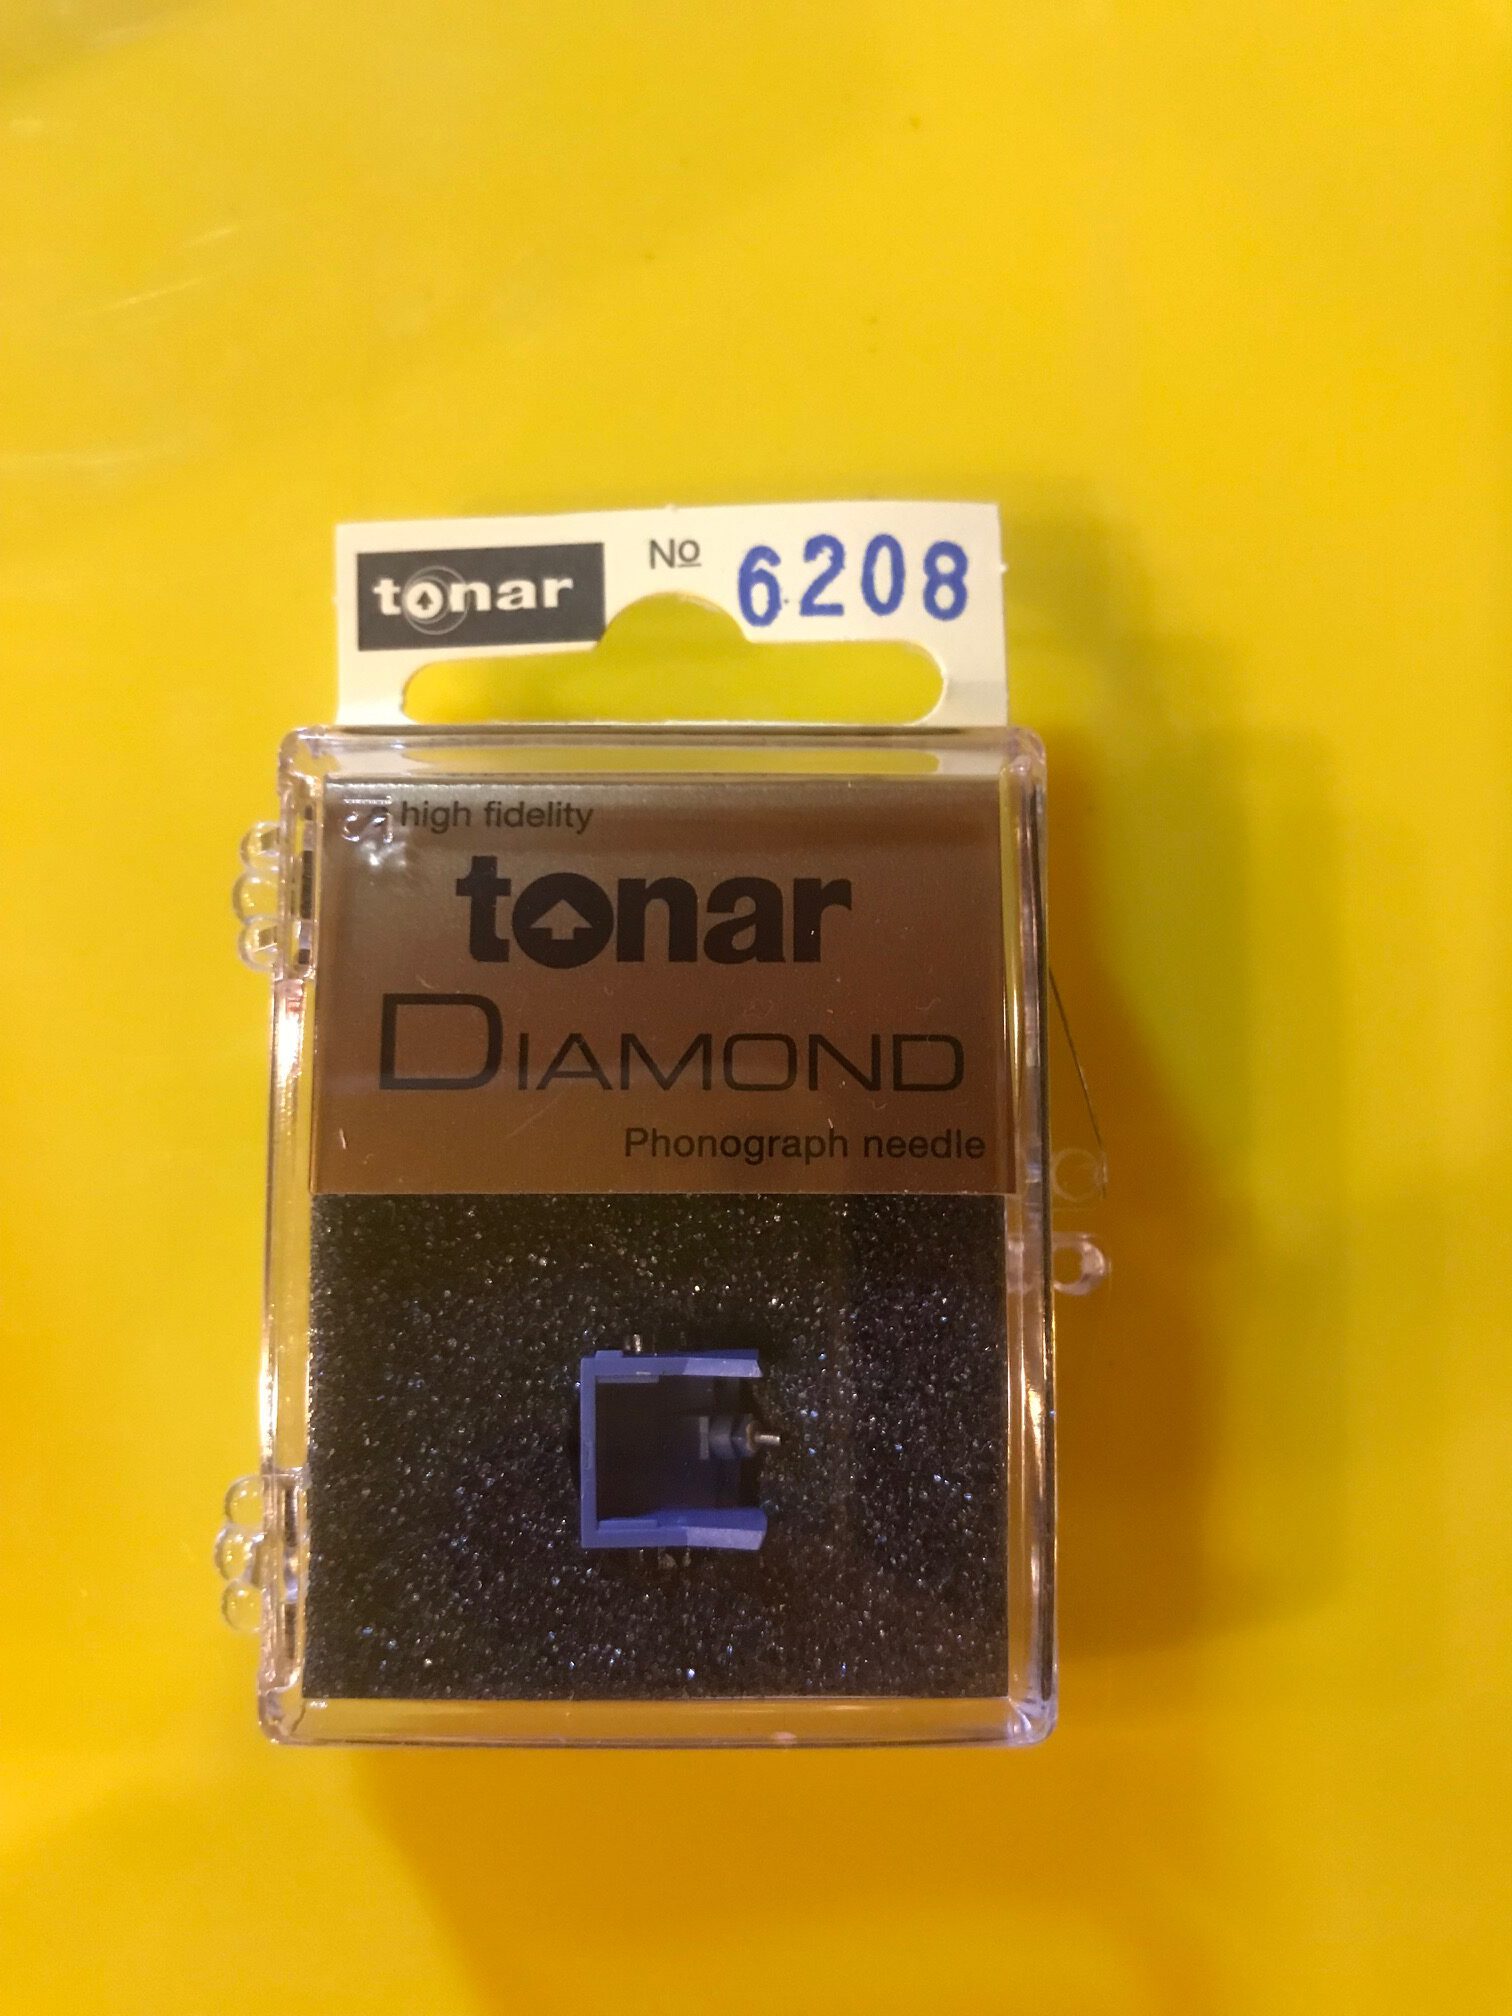 tonar № 6208
high fidelity
tonar
DIAMOND
Phonograph needle